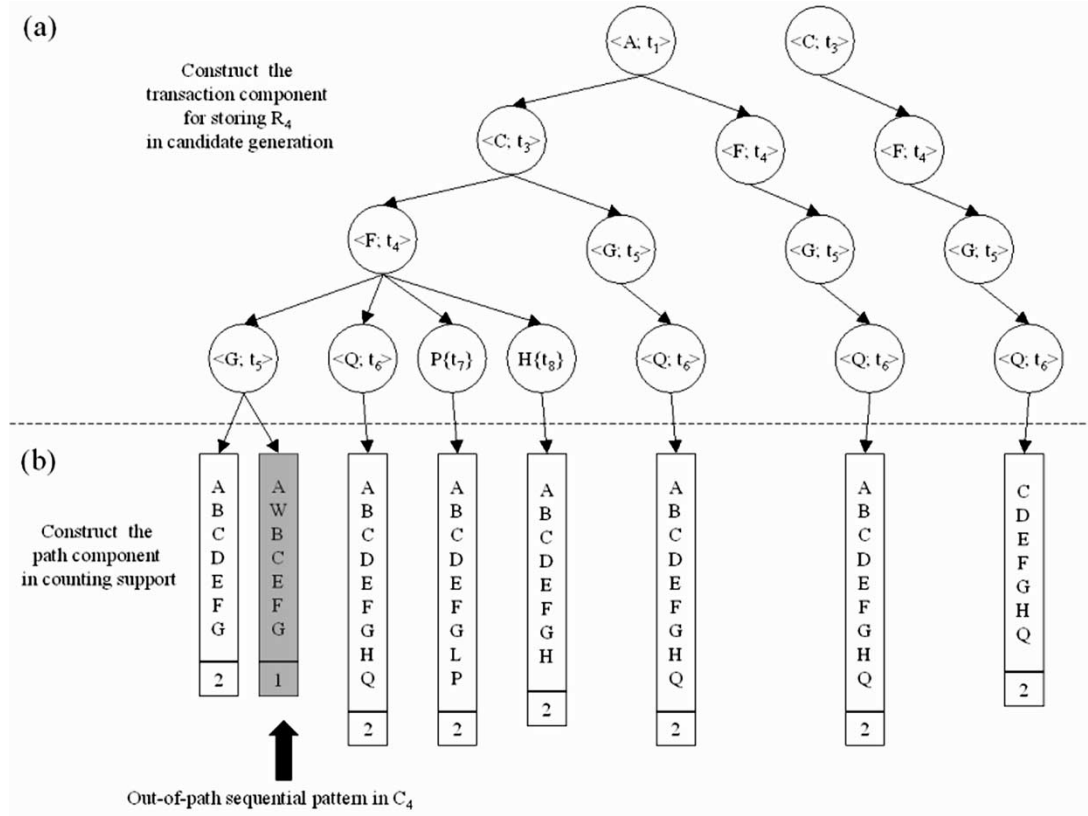 (a)
Construct the
transaction component
for storing R4
in candidate generation
<A; t1>
<C; t3>
<C; t3>
<F; t4>
<F; t4>
<F; t4>
<G; t5>
<G; t5>
<G; t5>
<G; t5>
<Q; t6>
P{t7}
H{t8}
<Q; t6>
<Q; t6>
<Q; t6>
(b)
Construct the
path component
in counting support
A
B
C
D
E
F
G
2
A
W
B
C
E
F
G
1
A
B
C
D
E
F
G
H
Q
2
A
B
C
D
E
F
G
L
P
2
A
B
C
D
E
F
G
H
2
A
B
C
D
E
F
G
H
Q
2
A
B
C
D
E
F
G
H
Q
2
C
D
E
F
G
H
Q
2
Out-of-path sequential pattern in C4